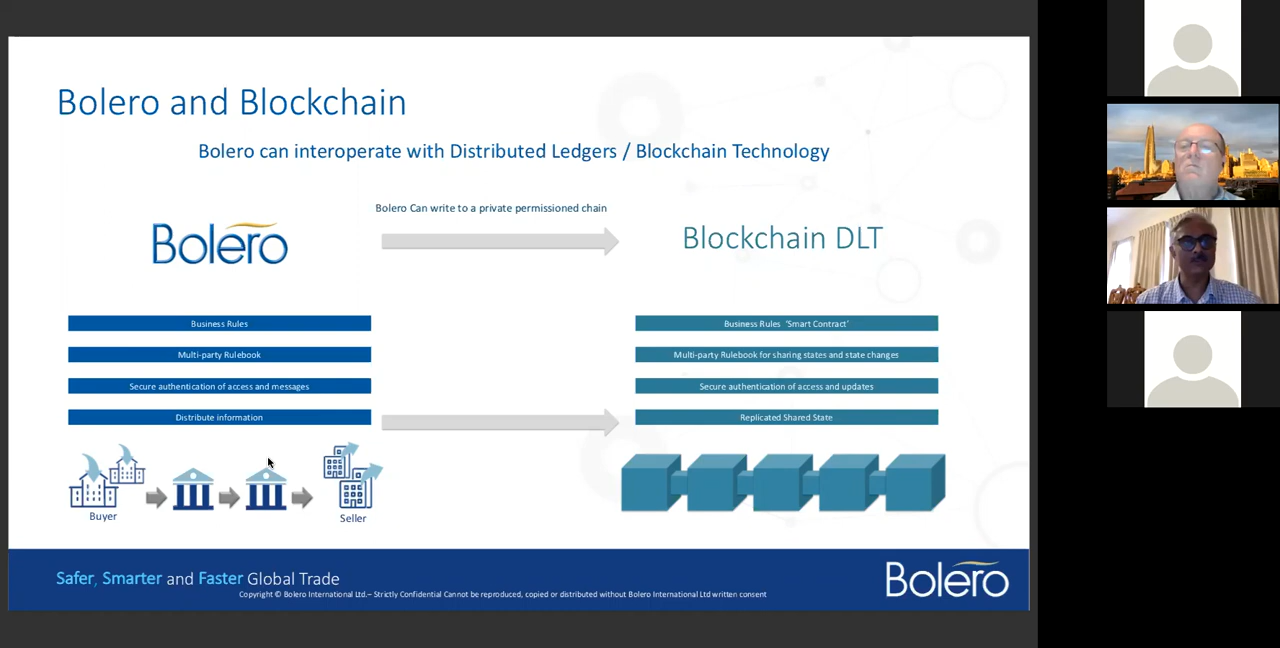 Bolero and Blockchain
Bolero can interoperate with Distributed Ledgers / Blockchain Technology
Bolero Can write to a private permissioned chain
Bolero
Blockchain DLT
Business Rules
Multi-party Rulebook
Secure authentication of access and messages
Distribute information
Business Rules 'Smart Contract'
Multi-party Rulebook for sharing states and state changes
Secure authentication of access and updates
Replicated Shared State
Buyer
Seller
Safer, Smarter and Faster Global Trade
Copyright © Bolero International Ltd.– Strictly Confidential Cannot be reproduced, copied or distributed without Bolero International Ltd written consent
Bolero